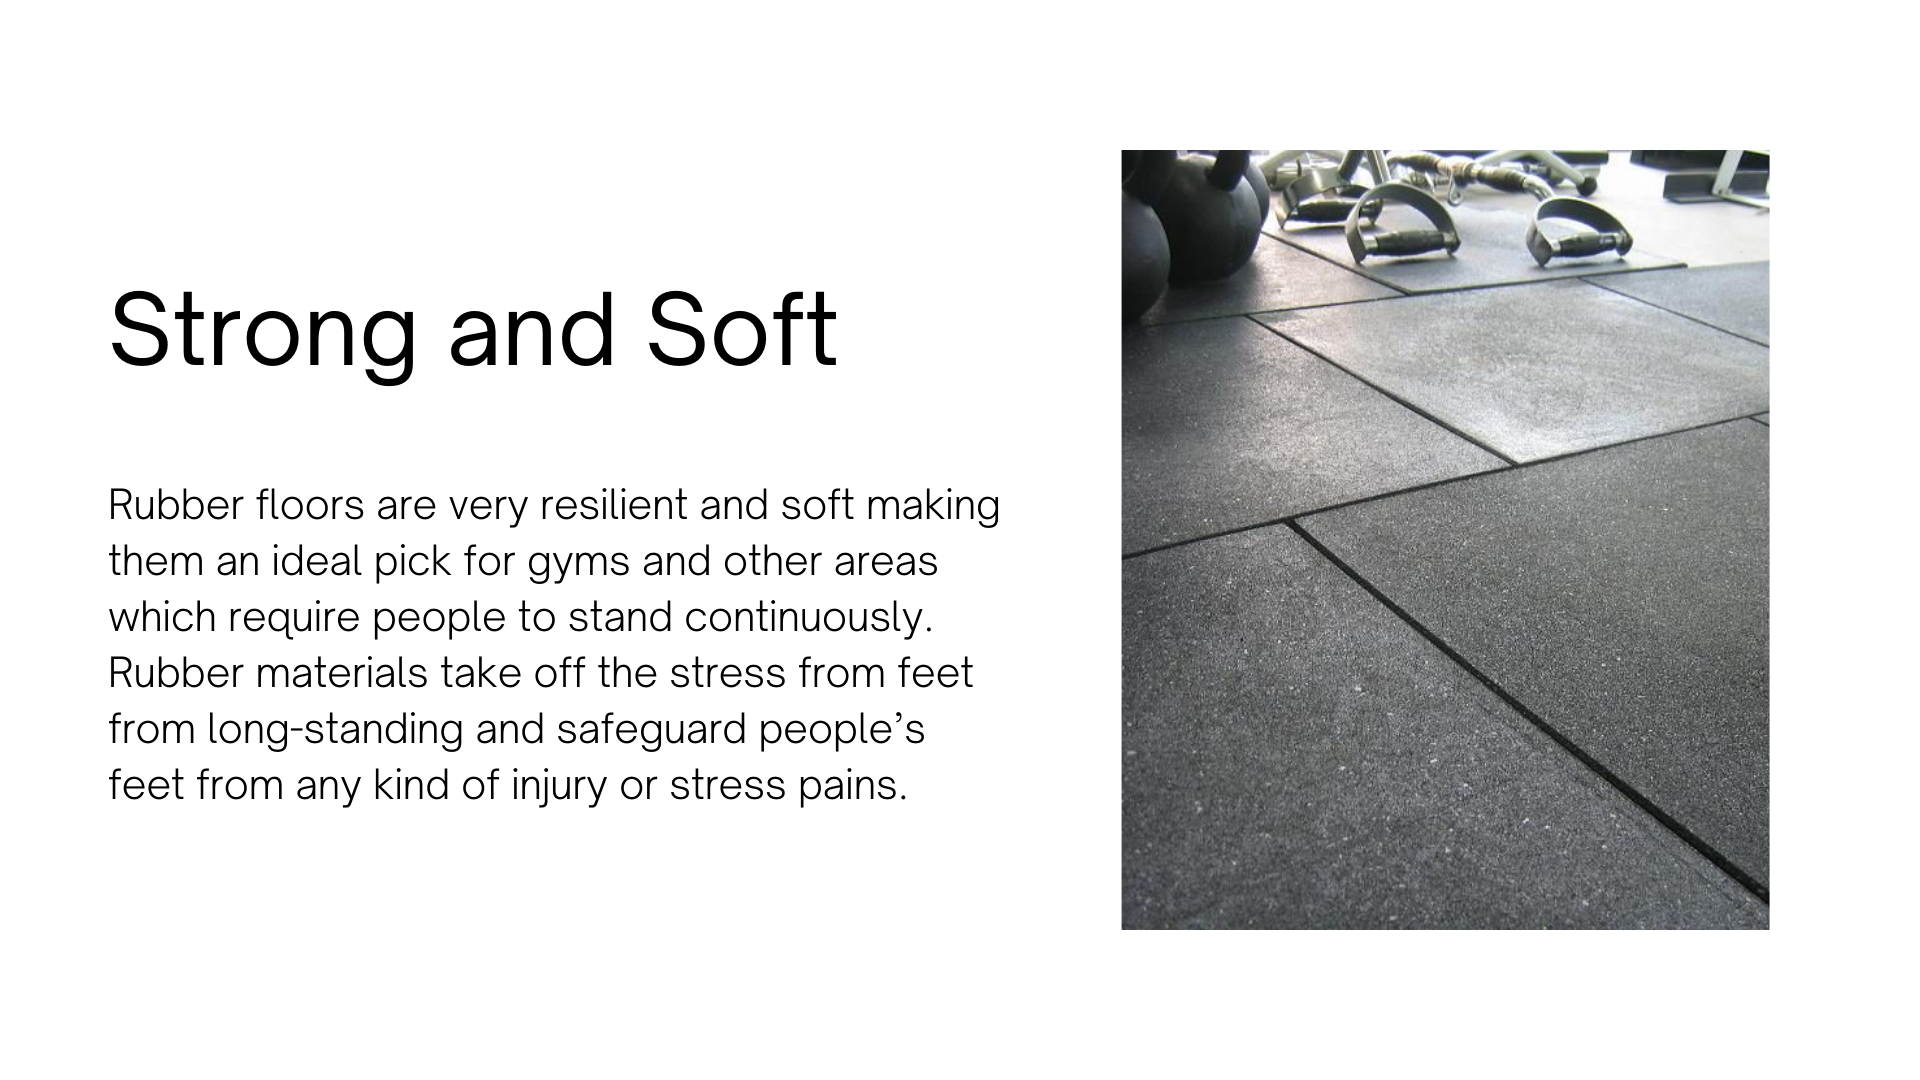 Strong and Soft
Rubber floors are very resilient and soft making
them an ideal pick for gyms and other areas
which require people to stand continuously.
Rubber materials take off the stress from feet
from long-standing and safeguard people’s
feet from any kind of injury or stress pains.